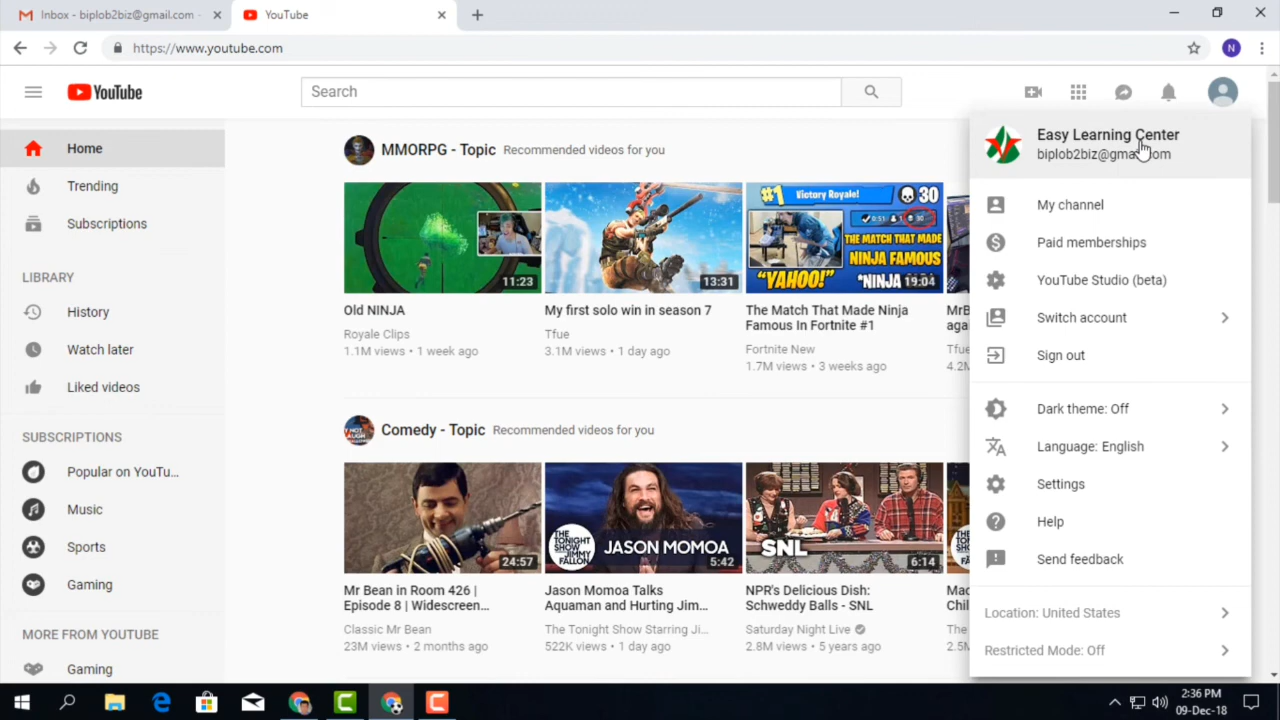 Inbox - biplob2biz@gmail.com
YouTube
https://www.youtube.com
N
YouTube
Search
Home
Trending
Subscriptions
LIBRARY
History
Watch later
Liked videos
SUBSCRIPTIONS
Popular on YouTu...
Music
Sports
Gaming
MORE FROM YOUTUBE
Gaming
MMORPG - Topic Recommended videos for you
11:23
Old NINJA
Royale Clips
1.1M views • 1 week ago
13:31
My first solo win in season 7
Tfue
3.1M views • 1 day ago
#1 Victory Royale! 30
THE MATCH THAT MADE
NINJA FAMOUS
"YAHOO!" *NINJA 19:04
The Match That Made Ninja
Famous In Fortnite #1
Fortnite New
1.7M views • 3 weeks ago
Comedy - Topic Recommended videos for you
24:57
Mr Bean in Room 426 |
Episode 8 | Widescreen...
Classic Mr Bean
23M views • 2 months ago
THE
TONIGHT
SHOW
JIMMY
FALLON
JASON MOMOA
5:42
Jason Momoa Talks
Aquaman and Hurting Jim...
The Tonight Show Starring Ji...
522K views • 1 day ago
SNL
6:14
NPR's Delicious Dish:
Schweddy Balls - SNL
Saturday Night Live
2.8M views • 5 years ago
Easy Learning Center
biplob2biz@gmail.com
My channel
Paid memberships
YouTube Studio (beta)
Switch account
Sign out
Dark theme: Off
Language: English
Settings
Help
Send feedback
Location: United States
Restricted Mode: Off
2:36 PM
09-Dec-18